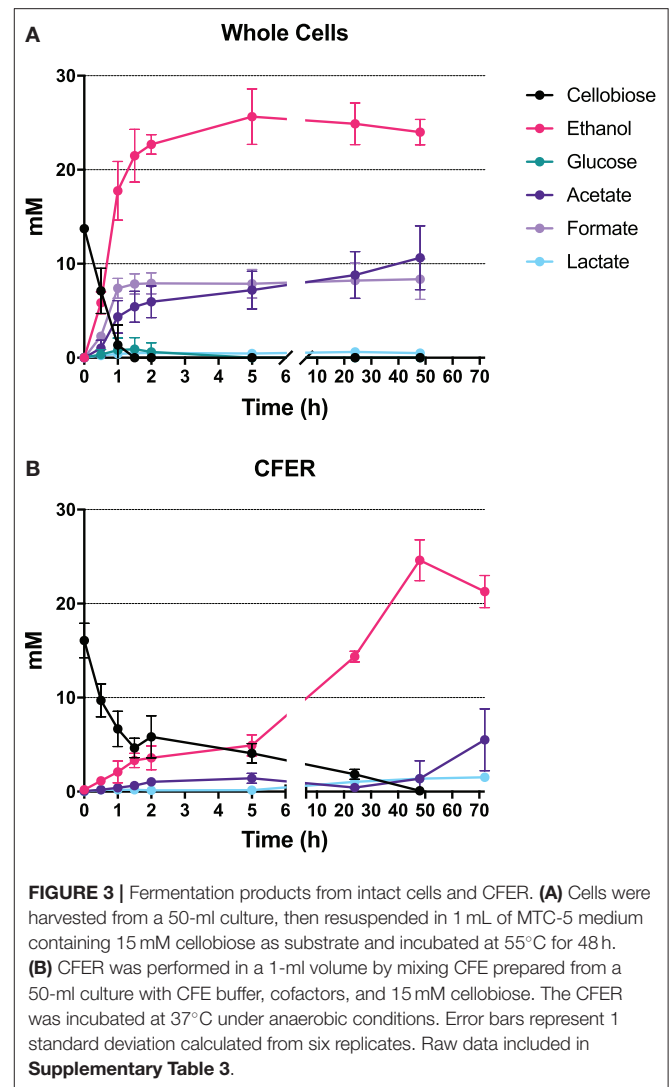 A
Whole Cells
30
20
10
0
mM
0 1 2 5 6 10 20 30 40 50 60 70
Time (h)
Cellobiose
Ethanol
Glucose
Acetate
Formate
Lactate
B
CFER
30
20
10
0
mM
0 1 2 5 6 10 20 30 40 50 60 70
Time (h)
FIGURE 3 | Fermentation products from intact cells and CFER. (A) Cells were
harvested from a 50-ml culture, then resuspended in 1 mL of MTC-5 medium
containing 15 mM cellobiose as substrate and incubated at 55°C for 48 h.
(B) CFER was performed in a 1-ml volume by mixing CFE prepared from a
50-ml culture with CFE buffer, cofactors, and 15 mM cellobiose. The CFER
was incubated at 37°C under anaerobic conditions. Error bars represent 1
standard deviation calculated from six replicates. Raw data included in
Supplementary Table 3.